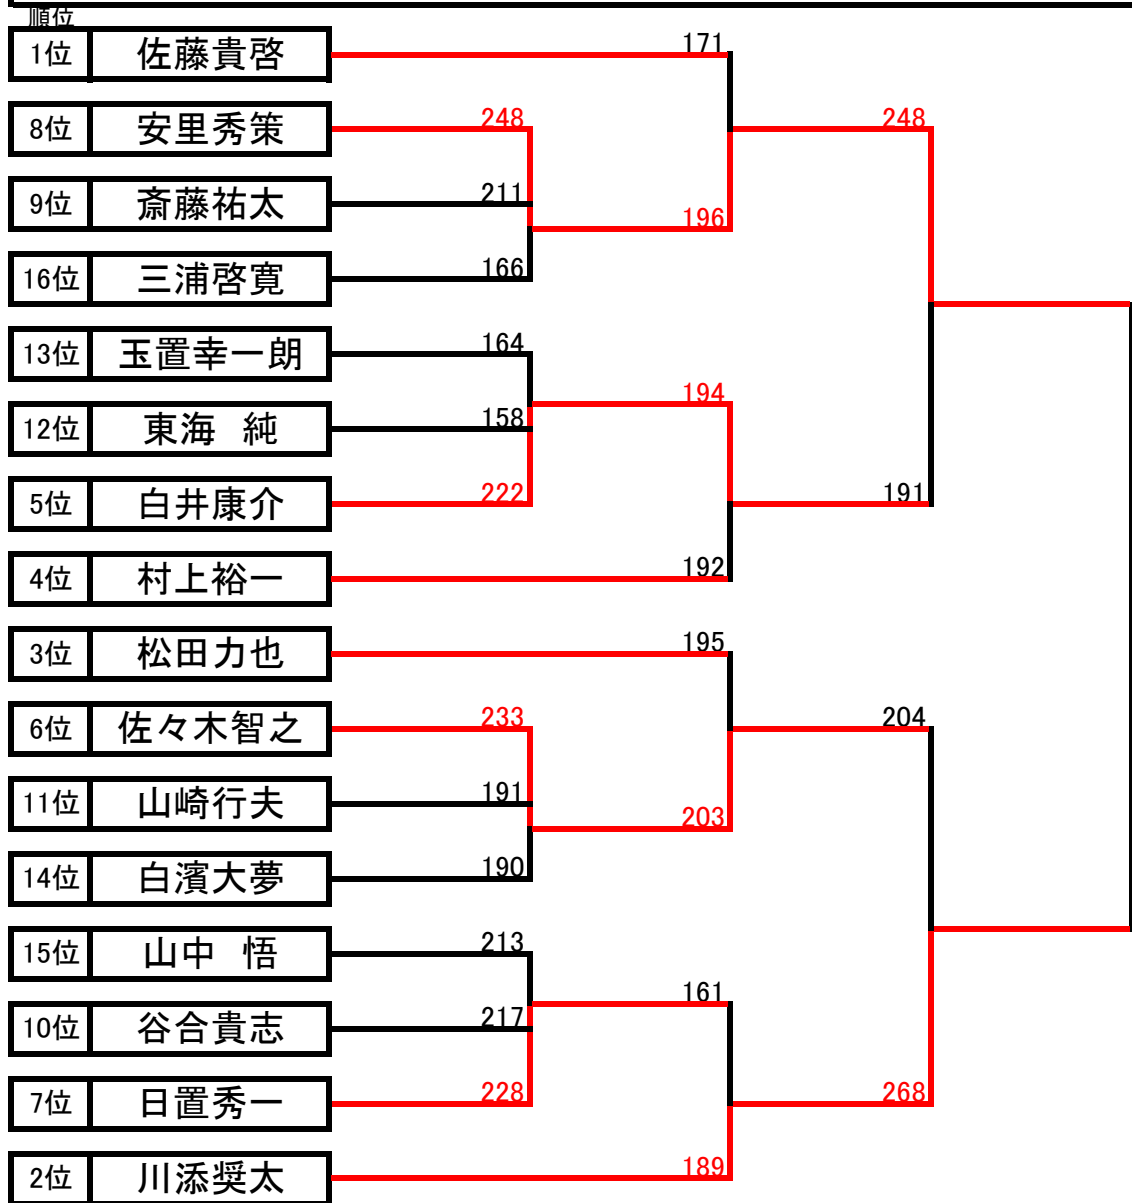 順位
1位 佐藤貴啓 171
8位 安里秀策 248 248
9位 斎藤祐太 211
196
16位 三浦啓寛 166
13位 玉置幸一朗 164
194
12位 東海 純 158
5位 白井康介 222 191
4位 村上裕一 192
3位 松田力也 195
6位 佐々木智之 233 204
11位 山崎行夫 191
203
14位 白濱大夢 190
15位 山中 悟 213
161
10位 谷合貴志 217
7位 日置秀一 228 268
2位 川添奨太 189